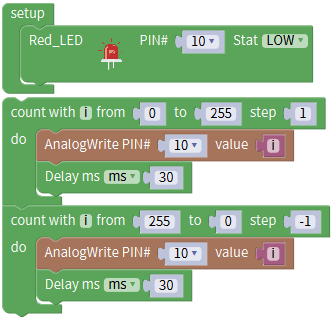 setup
Red_LED PIN# 10 Stat LOW
count with i from 0 to 255 step 1
do
AnalogWrite PIN# 10 value i
Delay ms ms 30
count with i from 255 to 0 step -1
do
AnalogWrite PIN# 10 value i
Delay ms ms 30